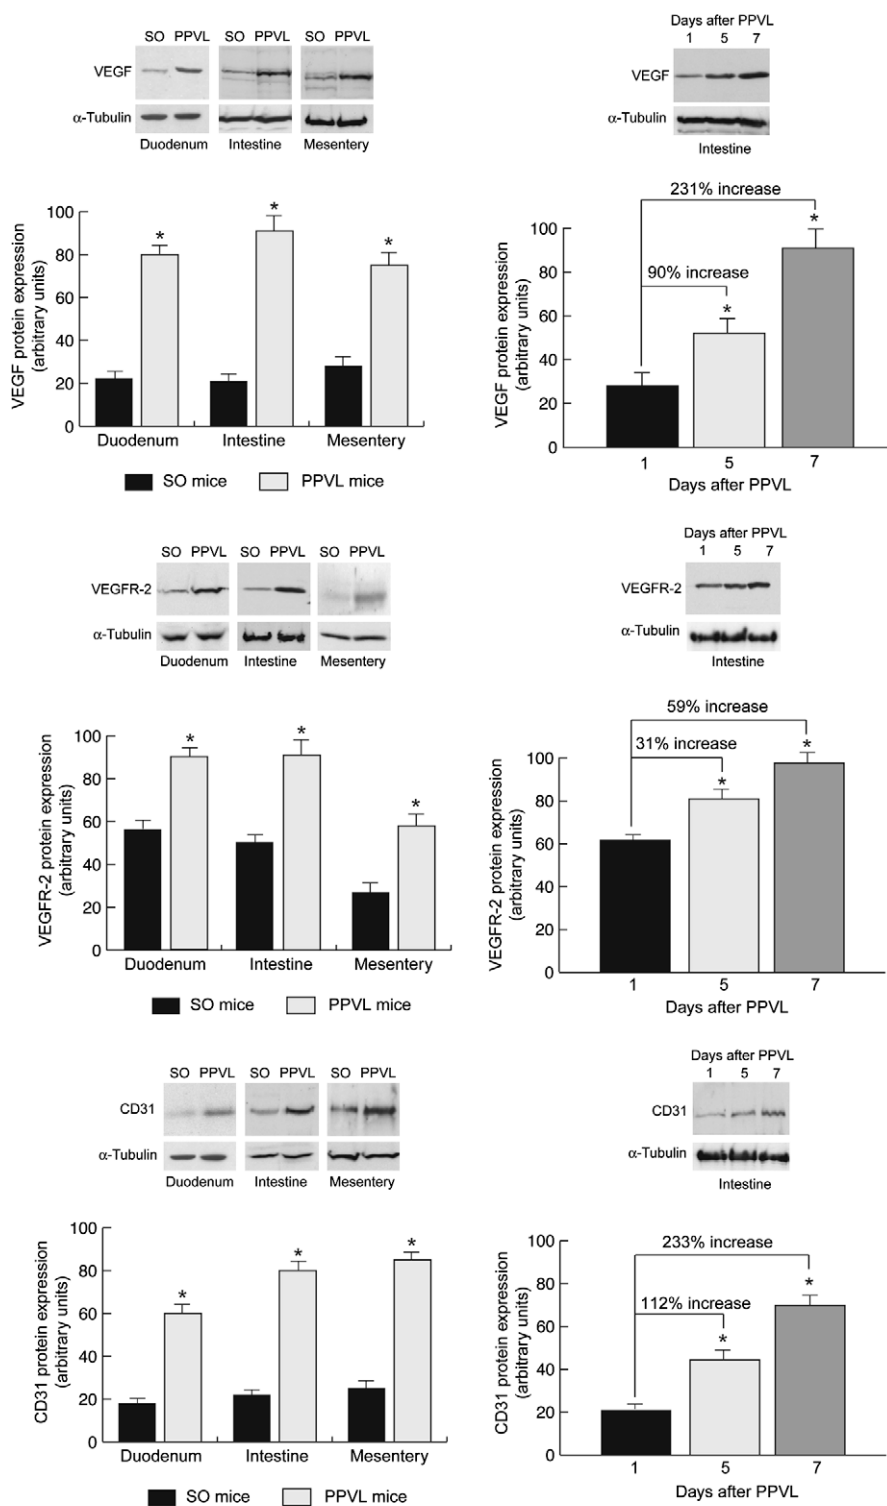 SO PPVL SO PPVL SO PPVL
VEGF
α-Tubulin
Duodenum Intestine Mesentery
Days after PPVL
1 5 7
VEGF
α-Tubulin
Intestine
VEGF protein expression
(arbitrary units)
100
80
60
40
20
0
* * *
Duodenum Intestine Mesentery
SO mice PPVL mice
VEGF protein expression
(arbitrary units)
100
80
60
40
20
0
231% increase
90% increase
* *
1 5 7
Days after PPVL
SO PPVL SO PPVL SO PPVL
VEGFR-2
α-Tubulin
Duodenum Intestine Mesentery
Days after PPVL
1 5 7
VEGFR-2
α-Tubulin
Intestine
VEGFR-2 protein expression
(arbitrary units)
100
80
60
40
20
0
* * *
Duodenum Intestine Mesentery
SO mice PPVL mice
VEGFR-2 protein expression
(arbitrary units)
100
80
60
40
20
0
59% increase
31% increase
* *
1 5 7
Days after PPVL
SO PPVL SO PPVL SO PPVL
CD31
α-Tubulin
Duodenum Intestine Mesentery
Days after PPVL
1 5 7
CD31
α-Tubulin
Intestine
CD31 protein expression
(arbitrary units)
100
80
60
40
20
0
* * *
Duodenum Intestine Mesentery
SO mice PPVL mice
CD31 protein expression
(arbitrary units)
100
80
60
40
20
0
233% increase
112% increase
* *
1 5 7
Days after PPVL